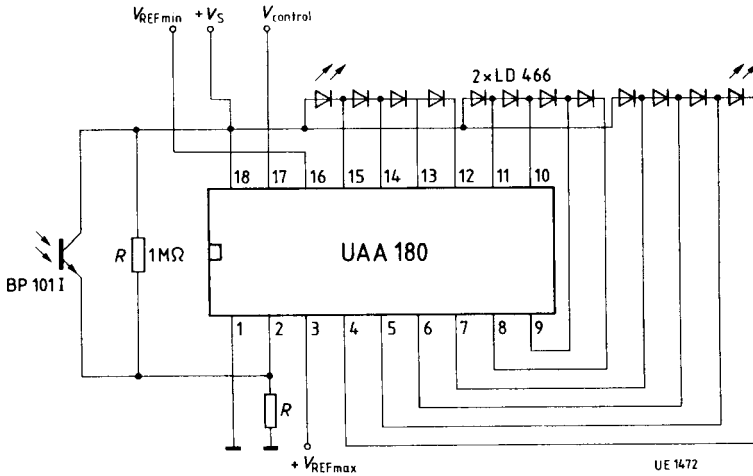 VREFmin +VS Vcontrol
2×LD 466
18 17 16 15 14 13 12 11 10
UAA 180
R 1MΩ
BP 101 I
1 2 3 4 5 6 7 8 9
R
+ VREFmax
UE 1472